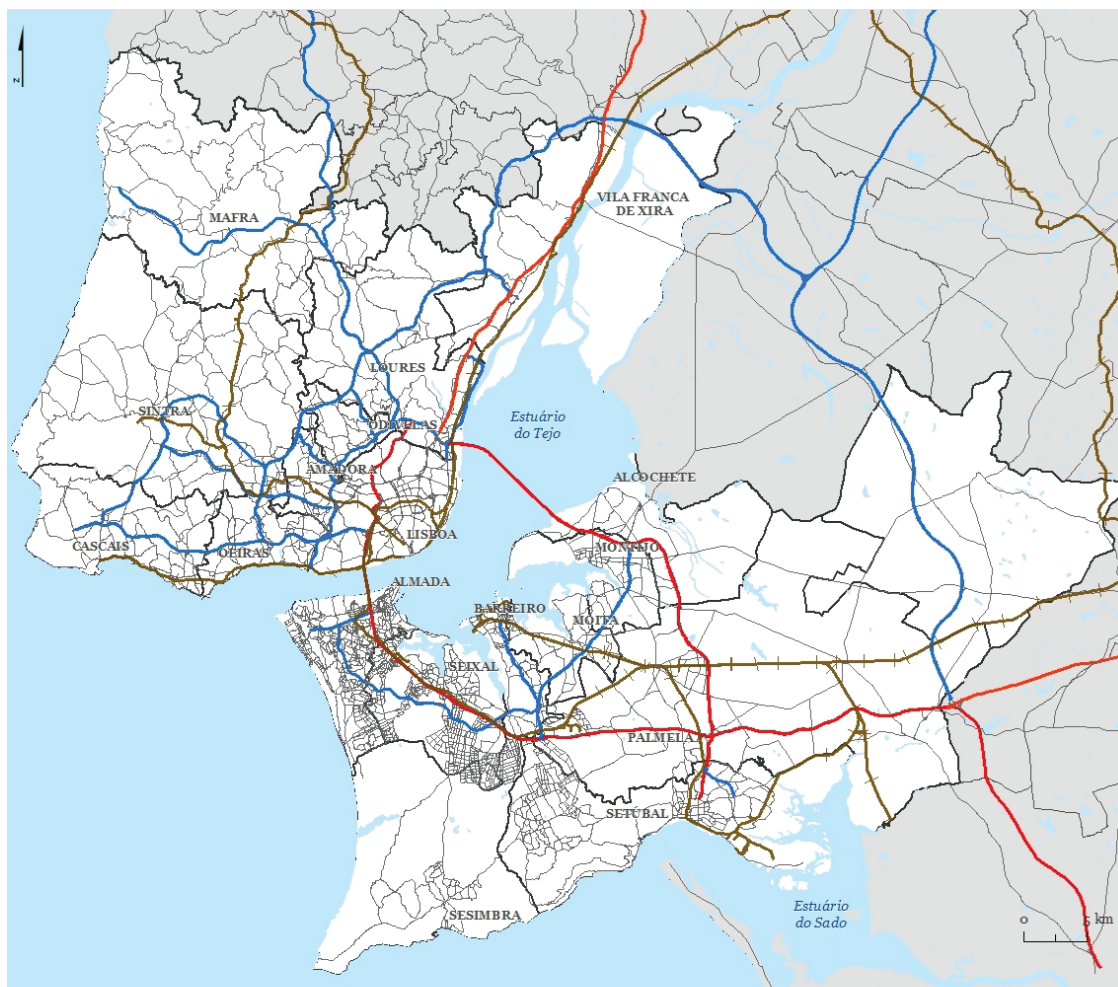 z
MAFRA
VILA FRANCA
DE XIRA
LOURES
SINTRA
ODIVELAS
Estuário
do Tejo
AMADORA
ALCOCHETE
LISBOA
CASCAIS
OEIRAS
MONTIJO
ALMADA
BARREIRO
MOITA
SEIXAL
PALMELA
SETÚBAL
SESIMBRA
Estuário
do Sado
0 5 km